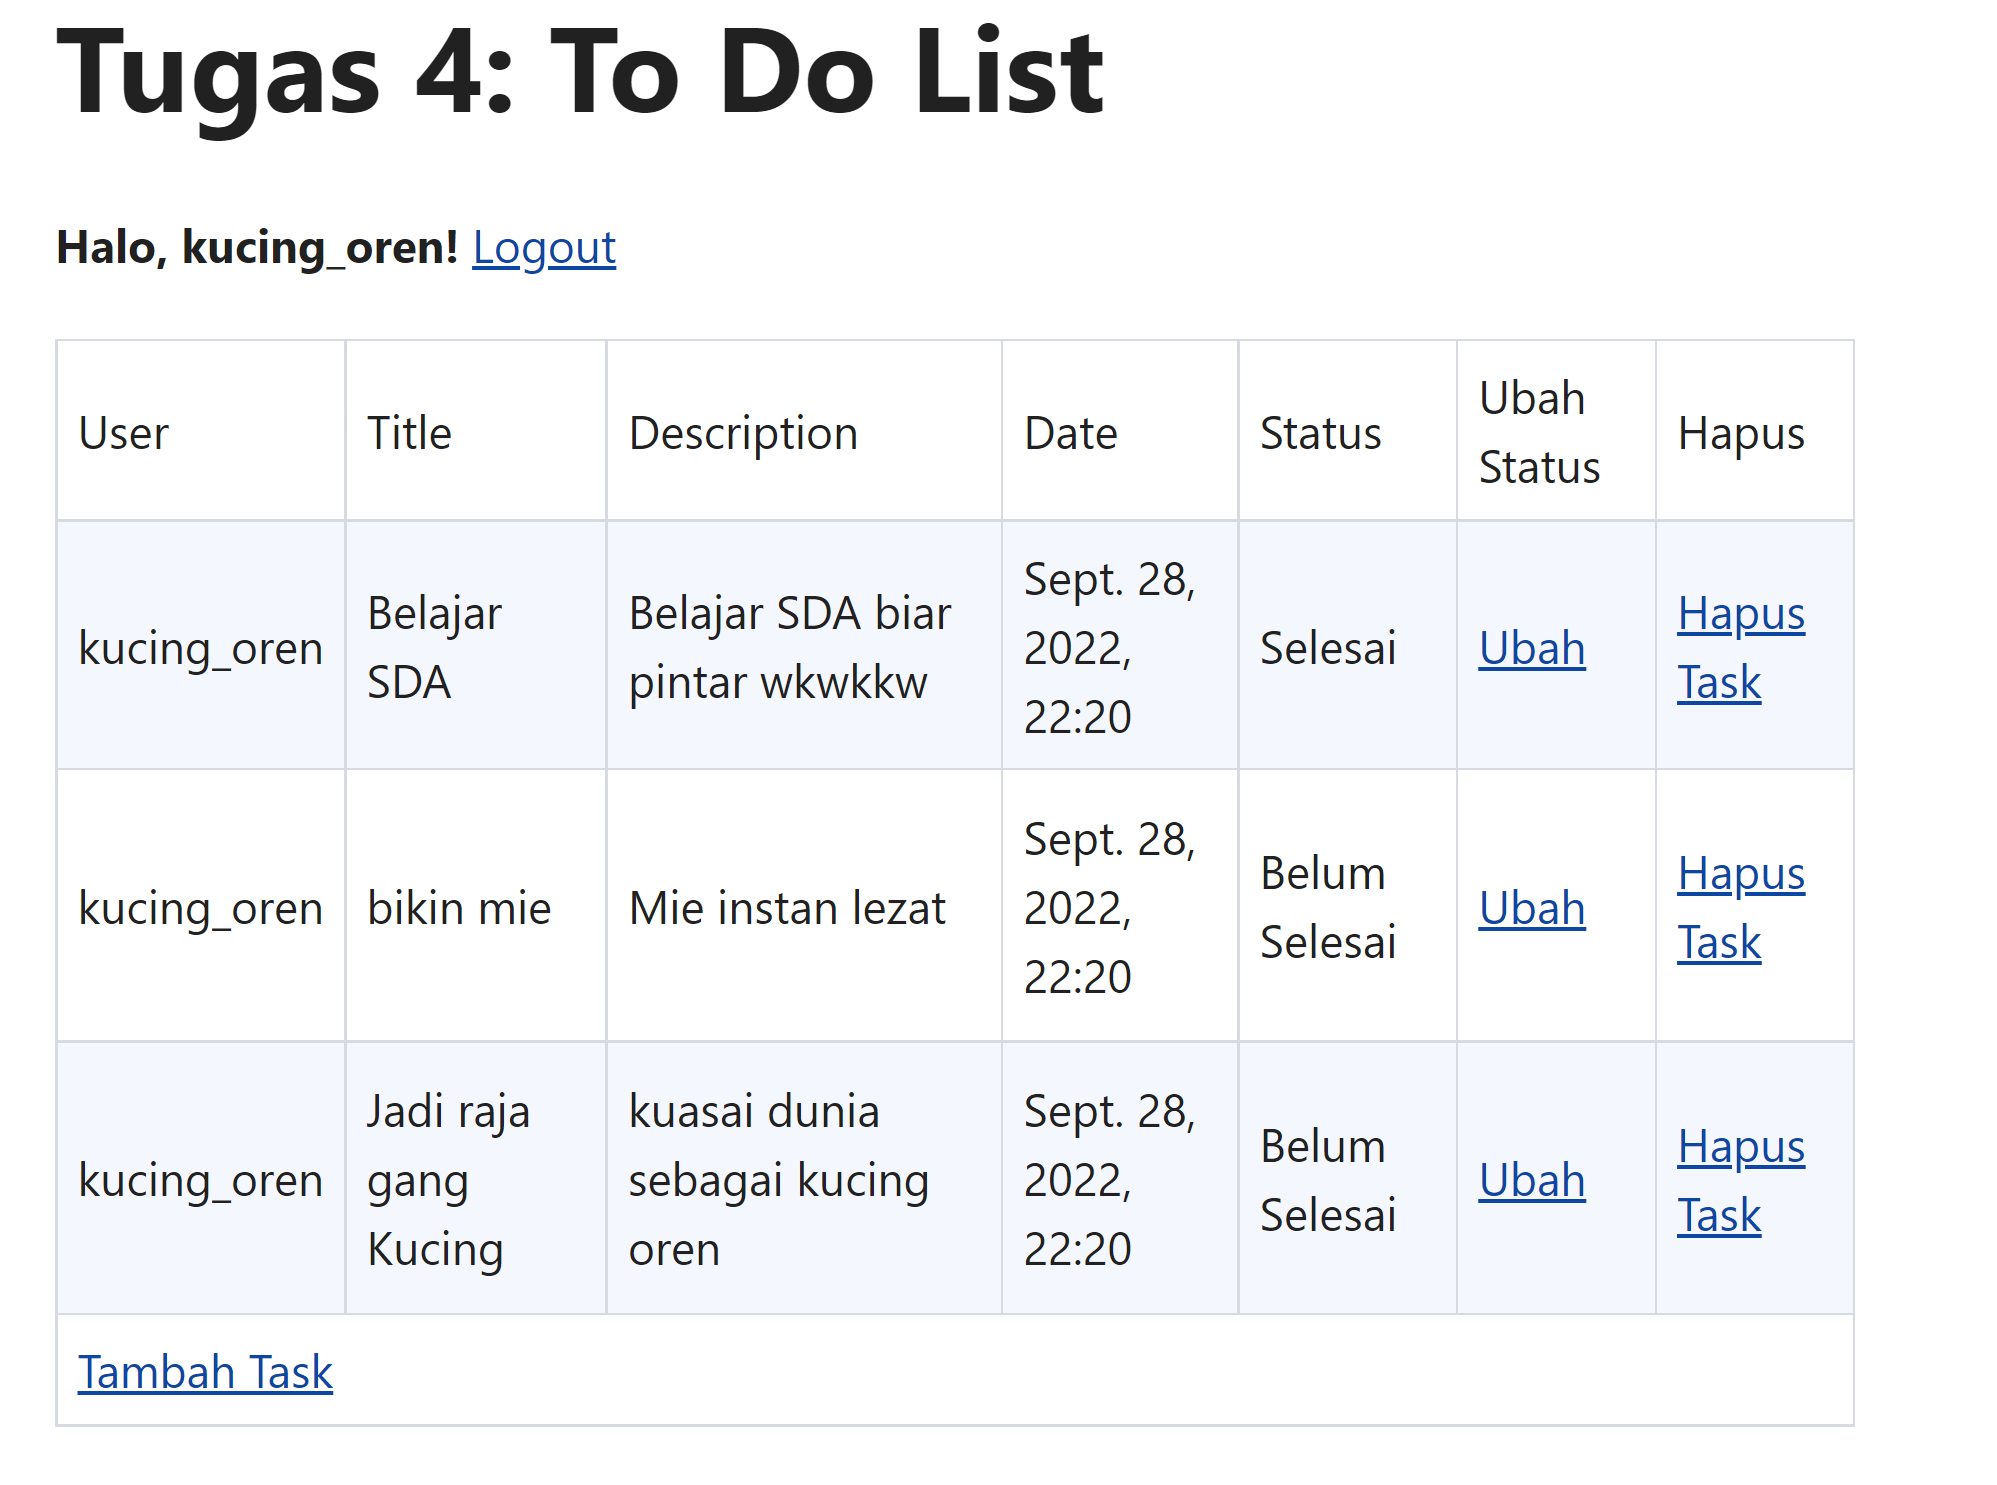 Tugas 4: To Do List
Halo, kucing_oren! Logout
User Title Description Date Status Ubah Status Hapus
kucing_oren Belajar SDA Belajar SDA biar pintar wkwkkw Sept. 28, 2022, 22:20 Selesai Ubah Hapus Task
kucing_oren bikin mie Mie instan lezat Sept. 28, 2022, 22:20 Belum Selesai Ubah Hapus Task
kucing_oren Jadi raja gang Kucing kuasai dunia sebagai kucing oren Sept. 28, 2022, 22:20 Belum Selesai Ubah Hapus Task
Tambah Task